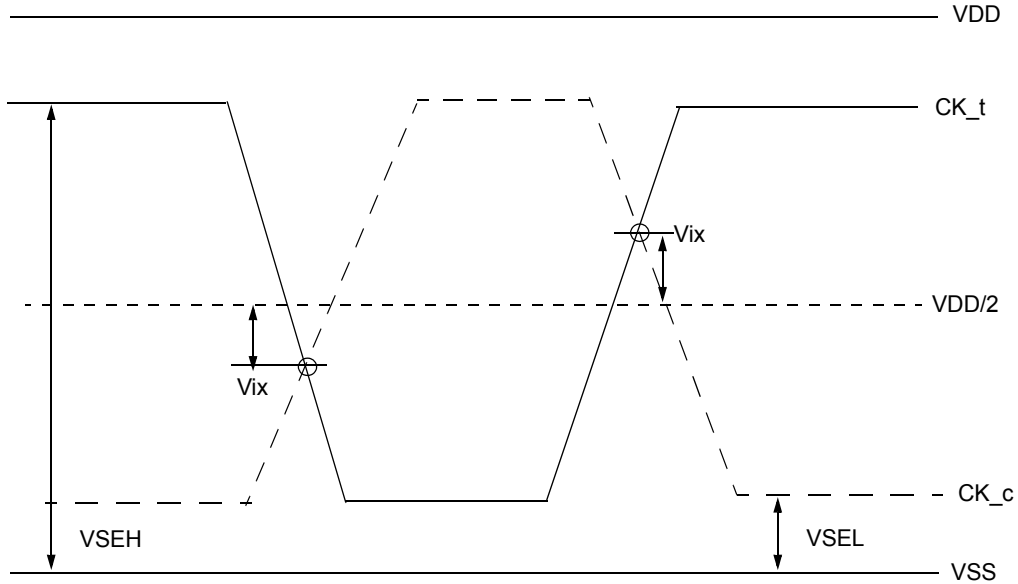 VDD
CK_t
Vix
VDD/2
Vix
CK_c
VSEH
VSEL
VSS